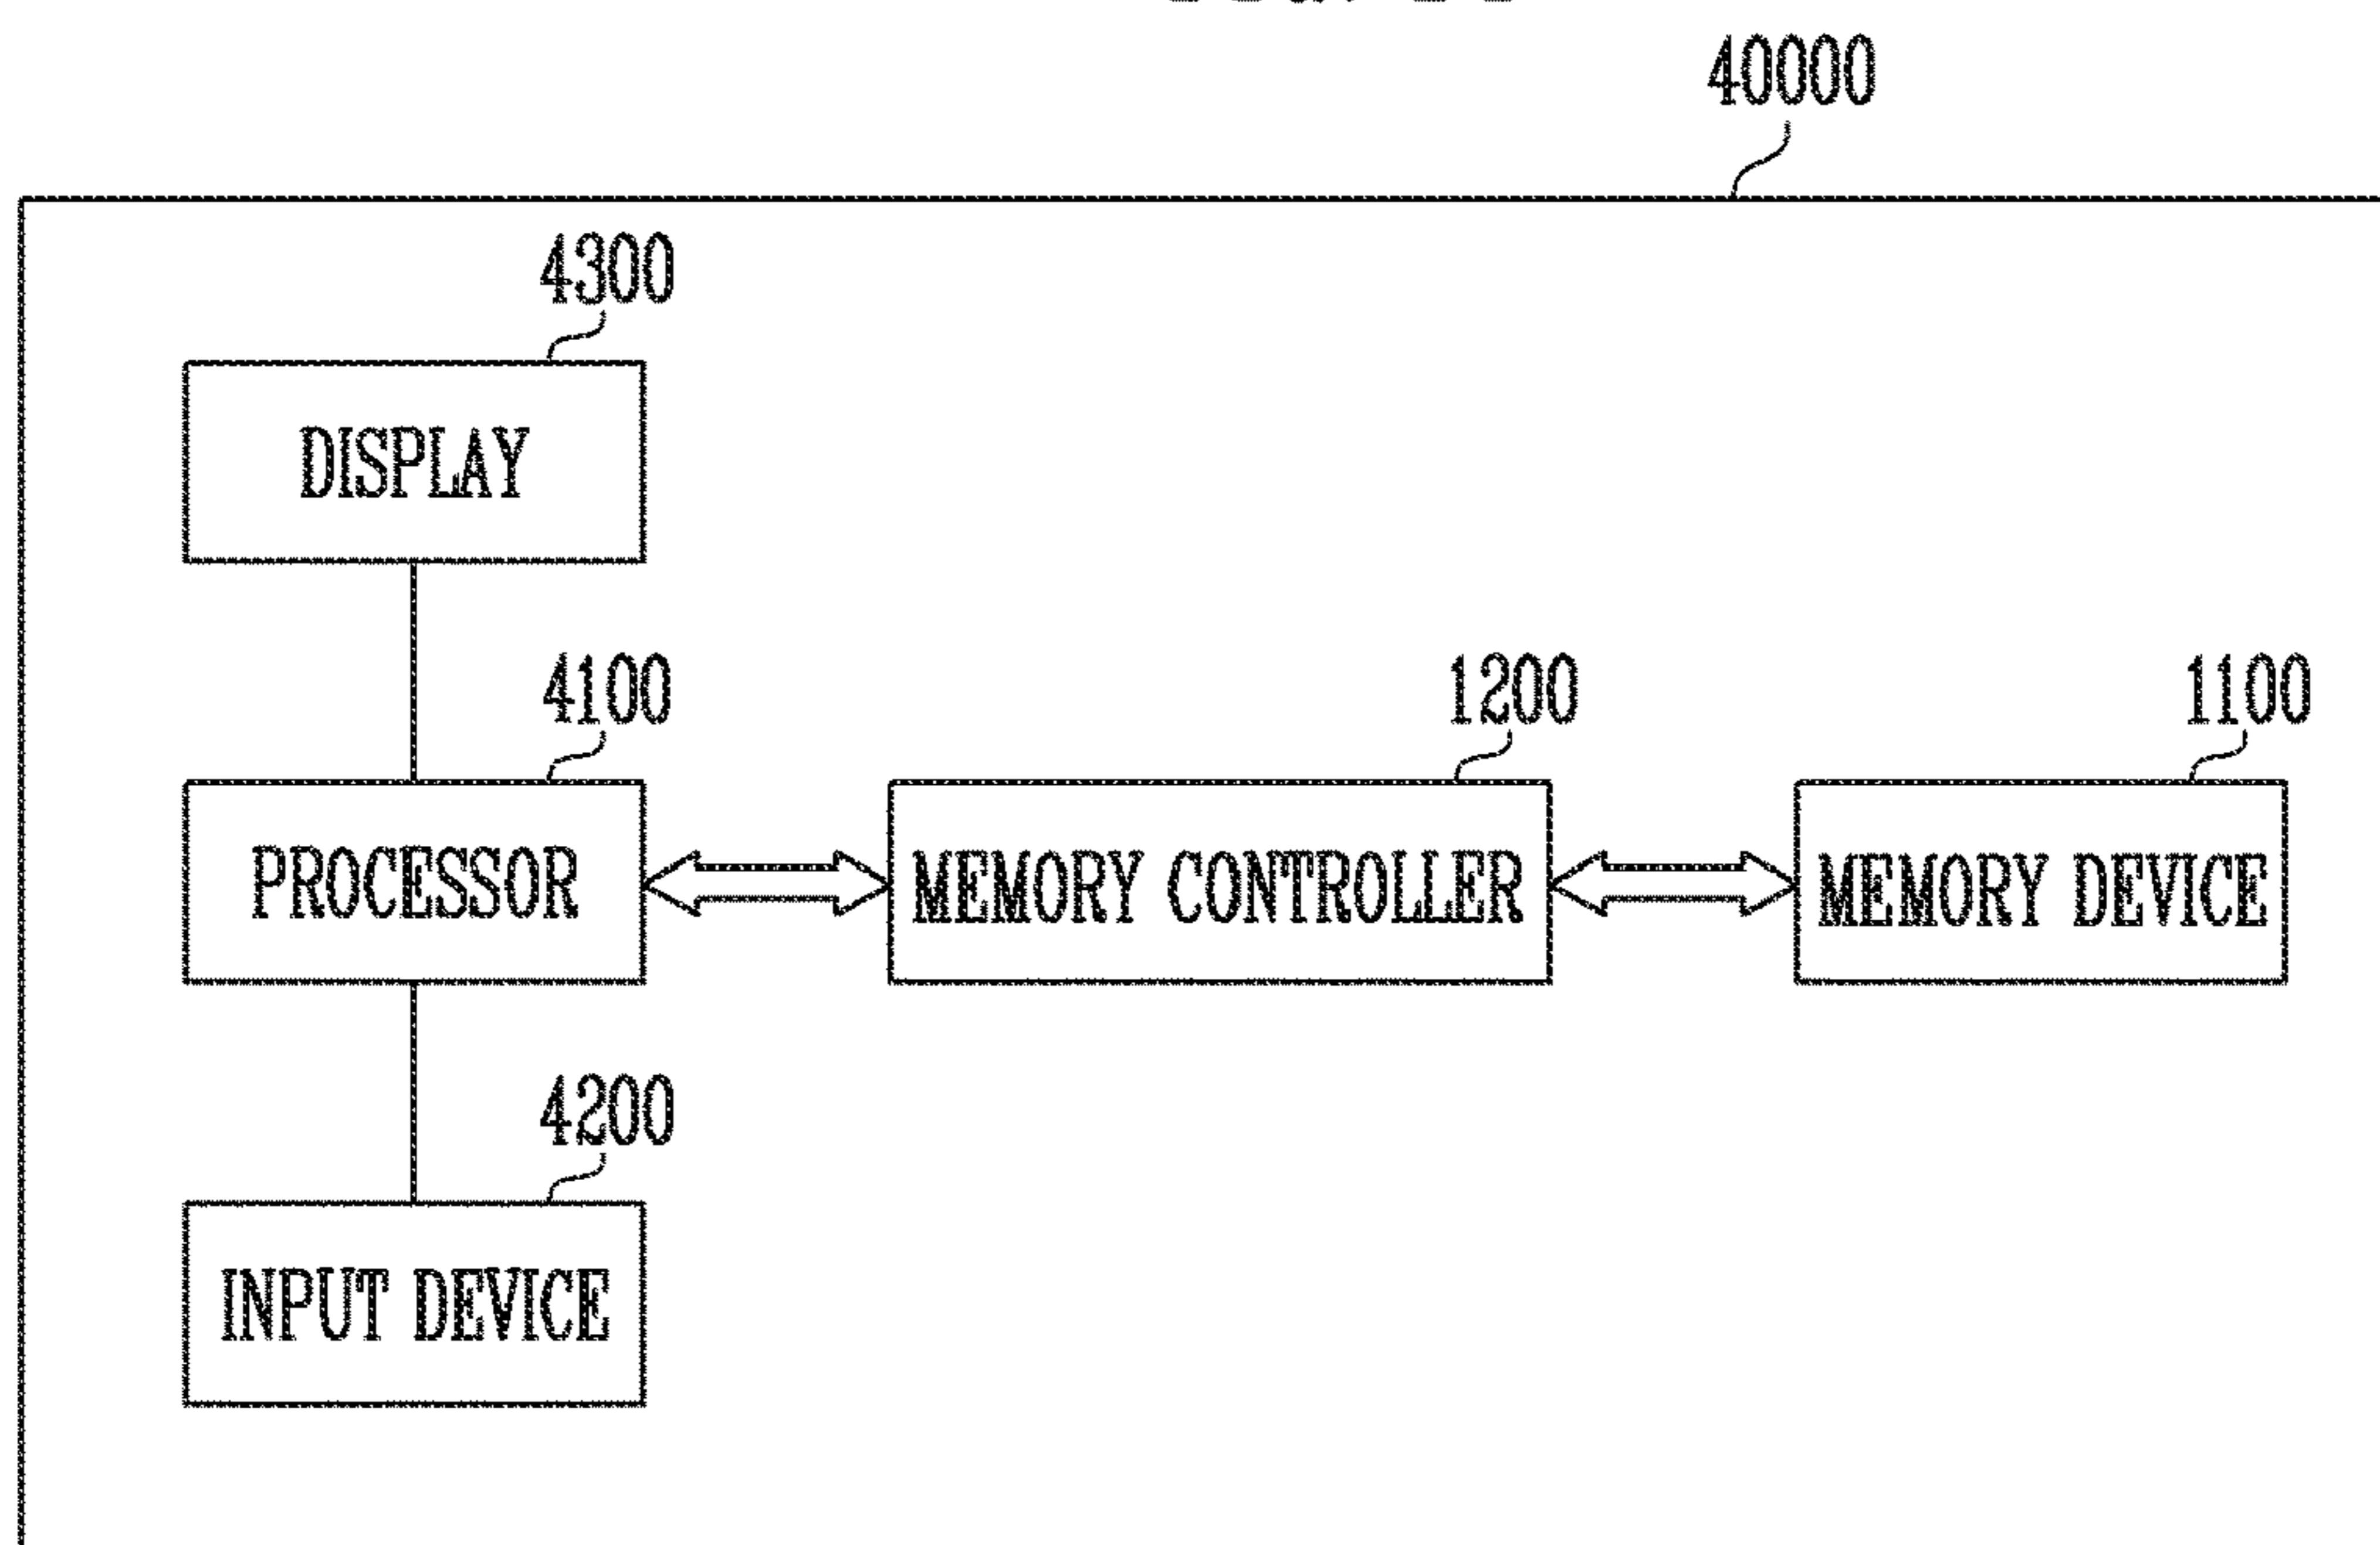 40000
4300
DISPLAY
4100
1200
1100
PROCESSOR
MEMORY CONTROLLER
MEMORY DEVICE
4200
INPUT DEVICE